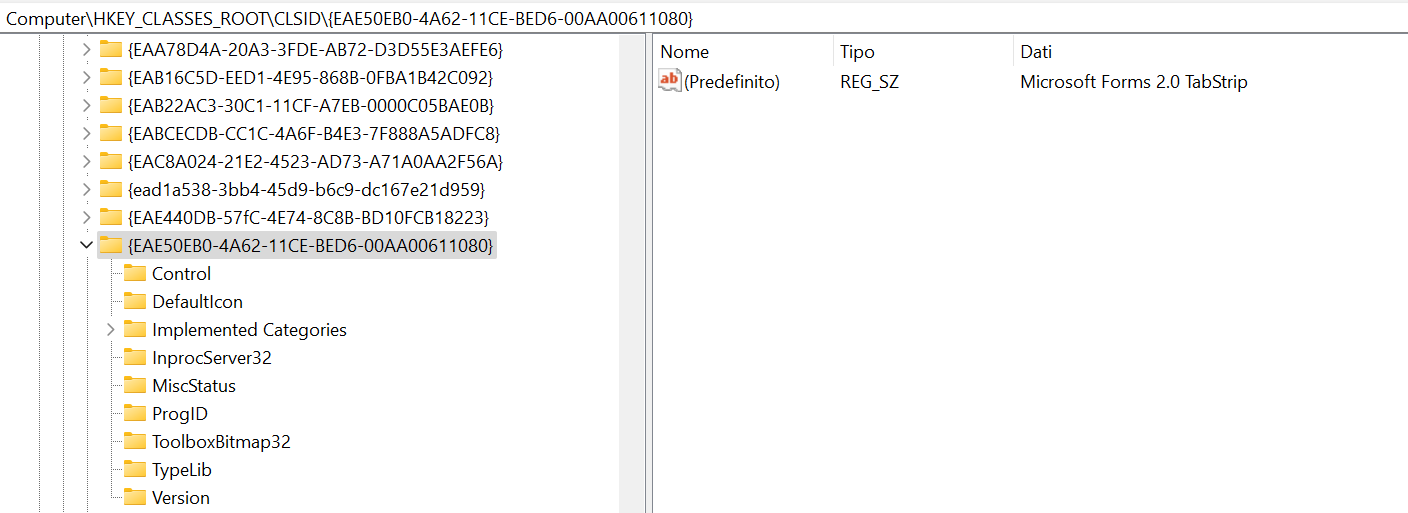 Computer\HKEY_CLASSES_ROOT\CLSID\{EAE50EB0-4A62-11CE-BED6-00AA00611080}
{EAA78D4A-20A3-3FDE-AB72-D3D55E3AEFE6}
{EAB16C5D-EED1-4E95-868B-0FBA1B42C092}
{EAB22AC3-30C1-11CF-A7EB-0000C05BAE0B}
{EABCECDB-CC1C-4A6F-B4E3-7F888A5ADFC8}
{EAC8A024-21E2-4523-AD73-A71A0AA2F56A}
{ead1a538-3bb4-45d9-b6c9-dc167e21d959}
{EAE440DB-57fC-4E74-8C8B-BD10FCB18223}
{EAE50EB0-4A62-11CE-BED6-00AA00611080}
Control
DefaultIcon
Implemented Categories
InprocServer32
MiscStatus
ProgID
ToolboxBitmap32
TypeLib
Version
Nome Tipo Dati
ab (Predefinito) REG_SZ Microsoft Forms 2.0 TabStrip